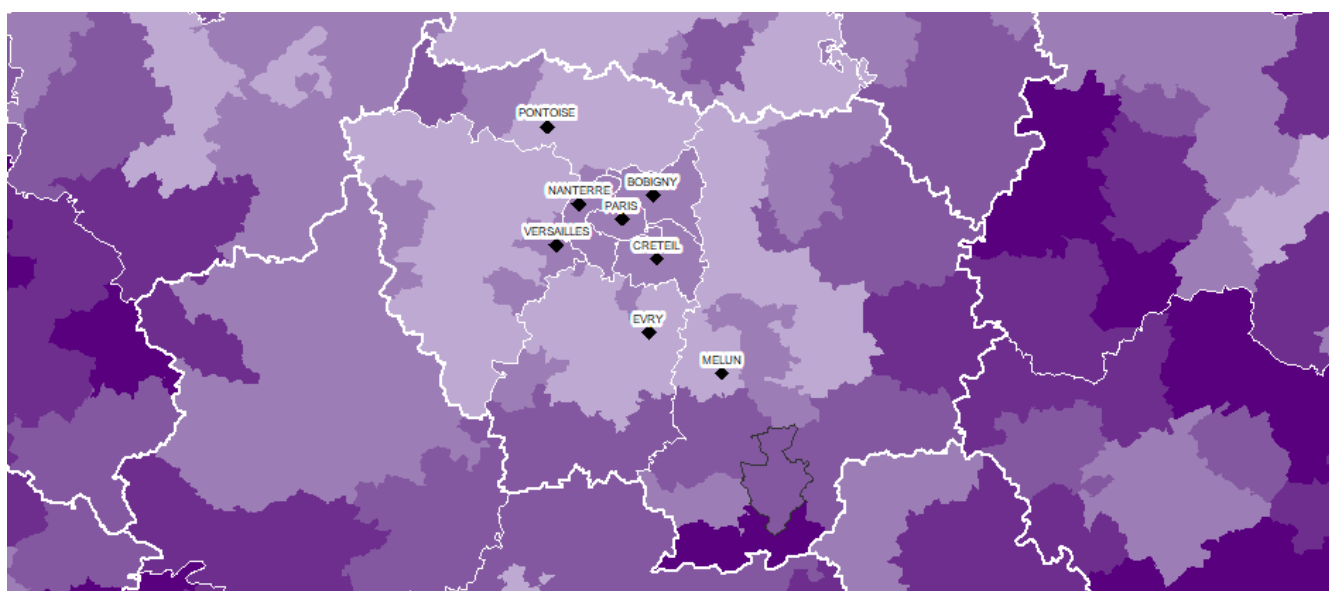 PONTOISE
BOBIGNY
NANTERRE
PARIS
VERSAILLES
CRETEIL
EVRY
MELUN